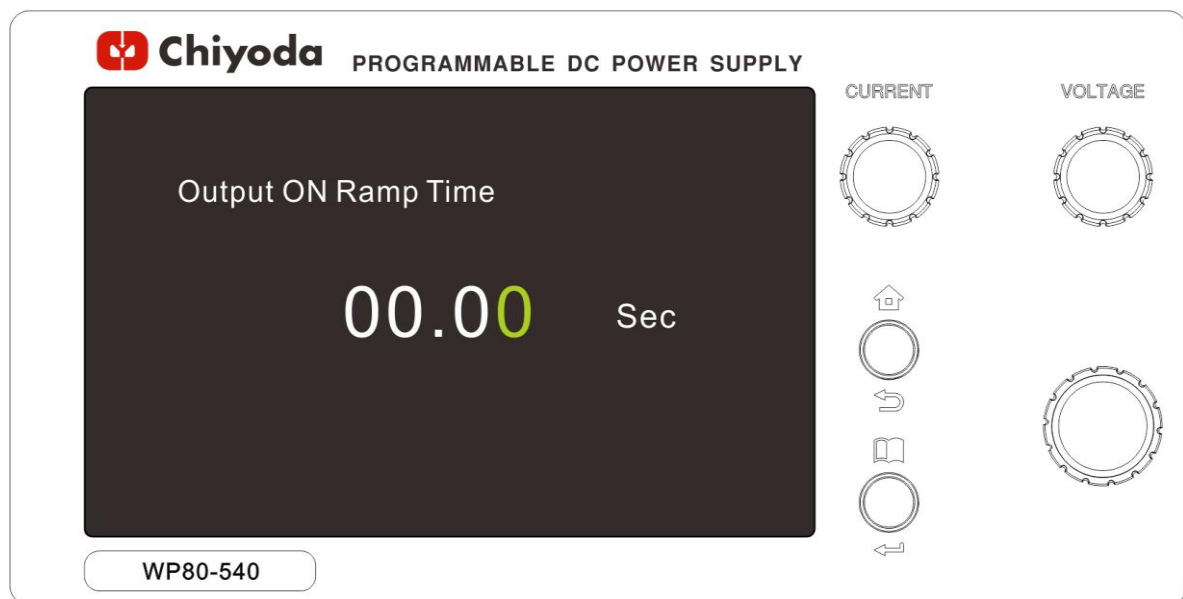 Chiyoda PROGRAMMABLE DC POWER SUPPLY
CURRENT VOLTAGE
Output ON Ramp Time
00.00 Sec
WP80-540